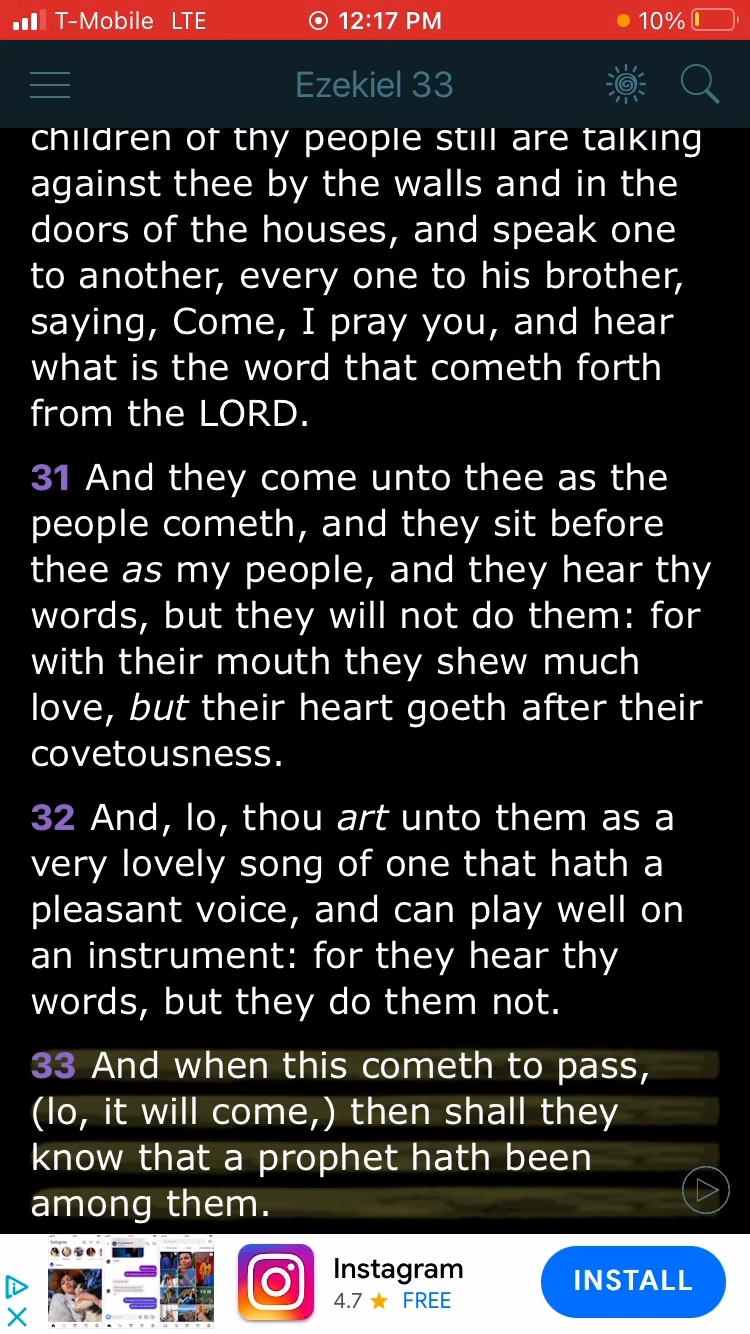 T-Mobile LTE 12:17 PM 10%
Ezekiel 33
children of thy people still are talking
against thee by the walls and in the
doors of the houses, and speak one
to another, every one to his brother,
saying, Come, I pray you, and hear
what is the word that cometh forth
from the LORD.
31 And they come unto thee as the
people cometh, and they sit before
thee as my people, and they hear thy
words, but they will not do them: for
with their mouth they shew much
love, but their heart goeth after their
covetousness.
32 And, lo, thou art unto them as a
very lovely song of one that hath a
pleasant voice, and can play well on
an instrument: for they hear thy
words, but they do them not.
33 And when this cometh to pass,
(lo, it will come,) then shall they
know that a prophet hath been
among them.
Instagram
4.7 FREE
INSTALL